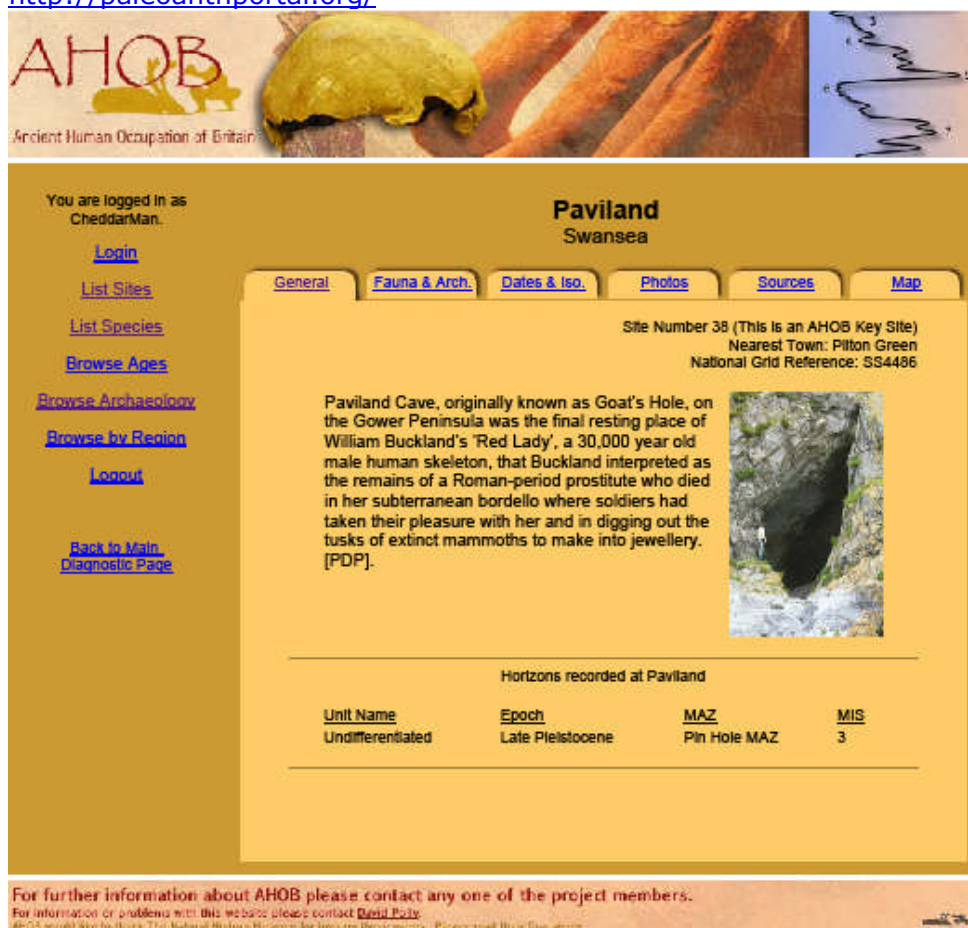 http://paleoanthportal.org/
AHOB
Ancient Human Occupation of Britain
You are logged in as
CheddarMan.
Login
List Sites
List Species
Browse Ages
Browse Archaeology
Browse by Region
Logout
Back to Main
Diagnostic Page
Paviland
Swansea
General
Fauna & Arch.
Dates & Iso.
Photos
Sources
Map
Site Number 38 (This is an AHOB Key Site)
Nearest Town: Pilton Green
National Grid Reference: SS4486
Paviland Cave, originally known as Goat's Hole, on
the Gower Peninsula was the final resting place of
William Buckland's 'Red Lady', a 30,000 year old
male human skeleton, that Buckland interpreted as
the remains of a Roman-period prostitute who died
in her subterranean bordello where soldiers had
taken their pleasure with her and in digging out the
tusks of extinct mammoths to make into jewellery.
[PDP].
Horizons recorded at Paviland
Unit Name Epoch MAZ MIS
Undifferentiated Late Pleistocene Pin Hole MAZ 3
For further information about AHOB please contact any one of the project members.
For information or problems with this website please contact David Polly.